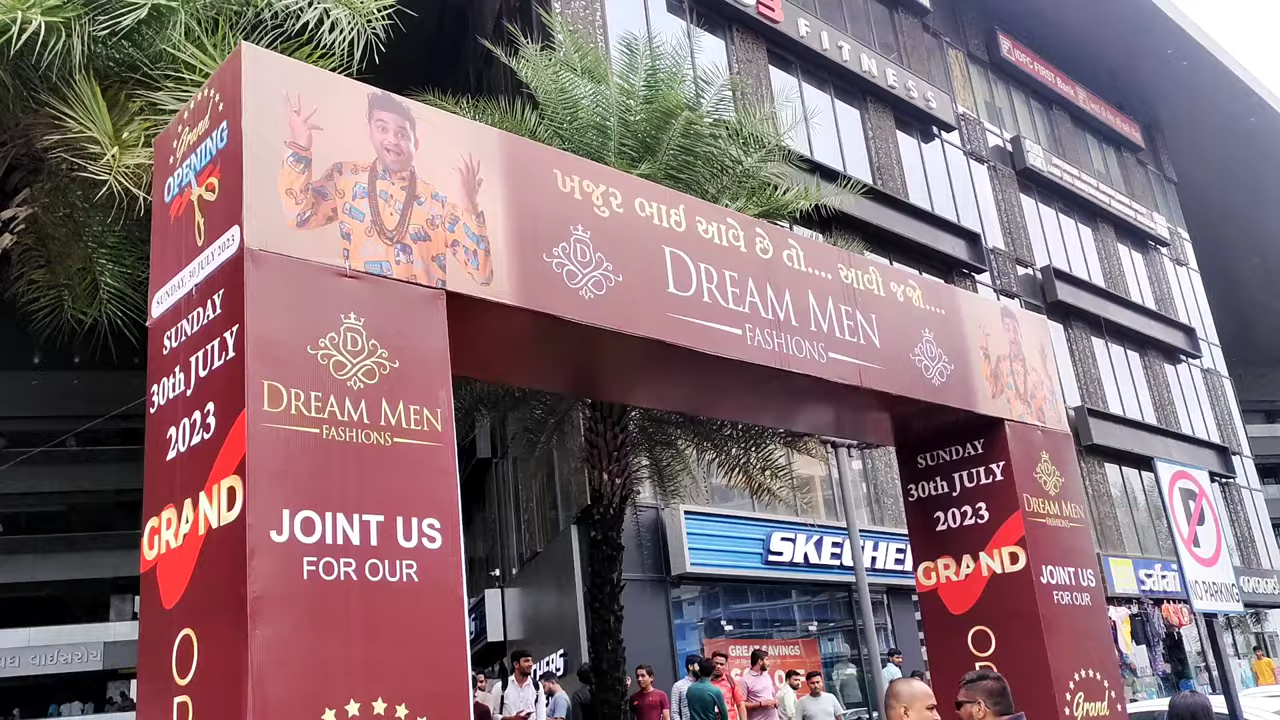 Grand
OPENING
SUNDAY, 30 JULY 2023
SUNDAY
30th JULY
2023
GRAND
O
ખજુર ભાઈ આવે છે તો.... આવી જજો....
D
DREAM MEN
FASHIONS
D
D
DREAM MEN
FASHIONS
JOINT US
FOR OUR
SUNDAY
30th JULY
2023
GRAND
O
D
DREAM MEN
FASHIONS
JOINT US
FOR OUR
Grand
FITNESS
IDFC FIRST Bank
SKECHE
GREAT SAVINGS
safari
P
NO PARKING